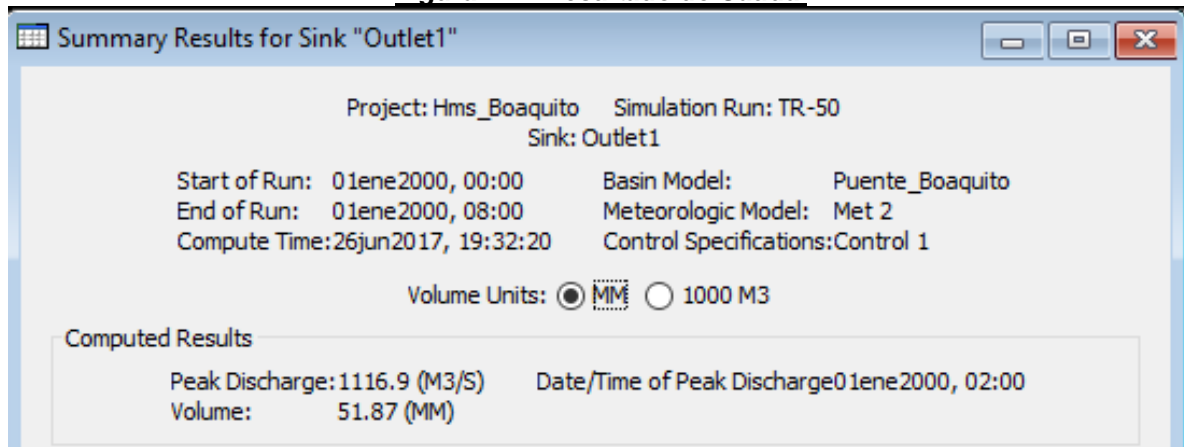 Summary Results for Sink "Outlet1"
Project: Hms_Boaquito Simulation Run: TR-50
Sink: Outlet1
Start of Run: 01ene2000, 00:00 Basin Model: Puente_Boaquito
End of Run: 01ene2000, 08:00 Meteorologic Model: Met 2
Compute Time:26jun2017, 19:32:20 Control Specifications:Control 1
Volume Units: MM 1000 M3
Computed Results
Peak Discharge:1116.9 (M3/S) Date/Time of Peak Discharge01ene2000, 02:00
Volume: 51.87 (MM)